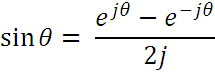 sin θ = (e^{jθ} − e^{−jθ}) / 2j